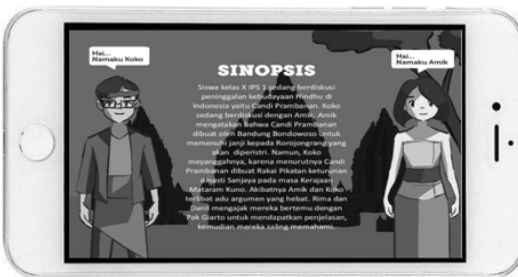 Hai...
Namaku Koko
Hai...
Namaku Amik
SINOPSIS
Siswa kelas X IPS 1 sedang berdiskusi
peninggalan kebudayaan Hindhu di
Indonesia yaitu Candi Prambanan. Koko
sedang berdiskusi dengan Amik. Amik
mengatakan bahwa Candi Prambanan
dibuat oleh Bandung Bondowoso untuk
memenuhi janji kepada Rorojongrang yang
akan diperistri. Namun, Koko
meyanggahnya, karena menurutnya Candi
Prambanan dibuat Rakai Pikatan keturunan
dinasti Sanjaya pada masa Kerajaan
Mataram Kuno. Akibatnya Amik dan Koko
terlibat adu argumen yang hebat. Rima dan
Danil mengajak mereka bertemu dengan
Pak Giarto untuk mendapatkan penjelasan,
kemudian mereka saling memahami.